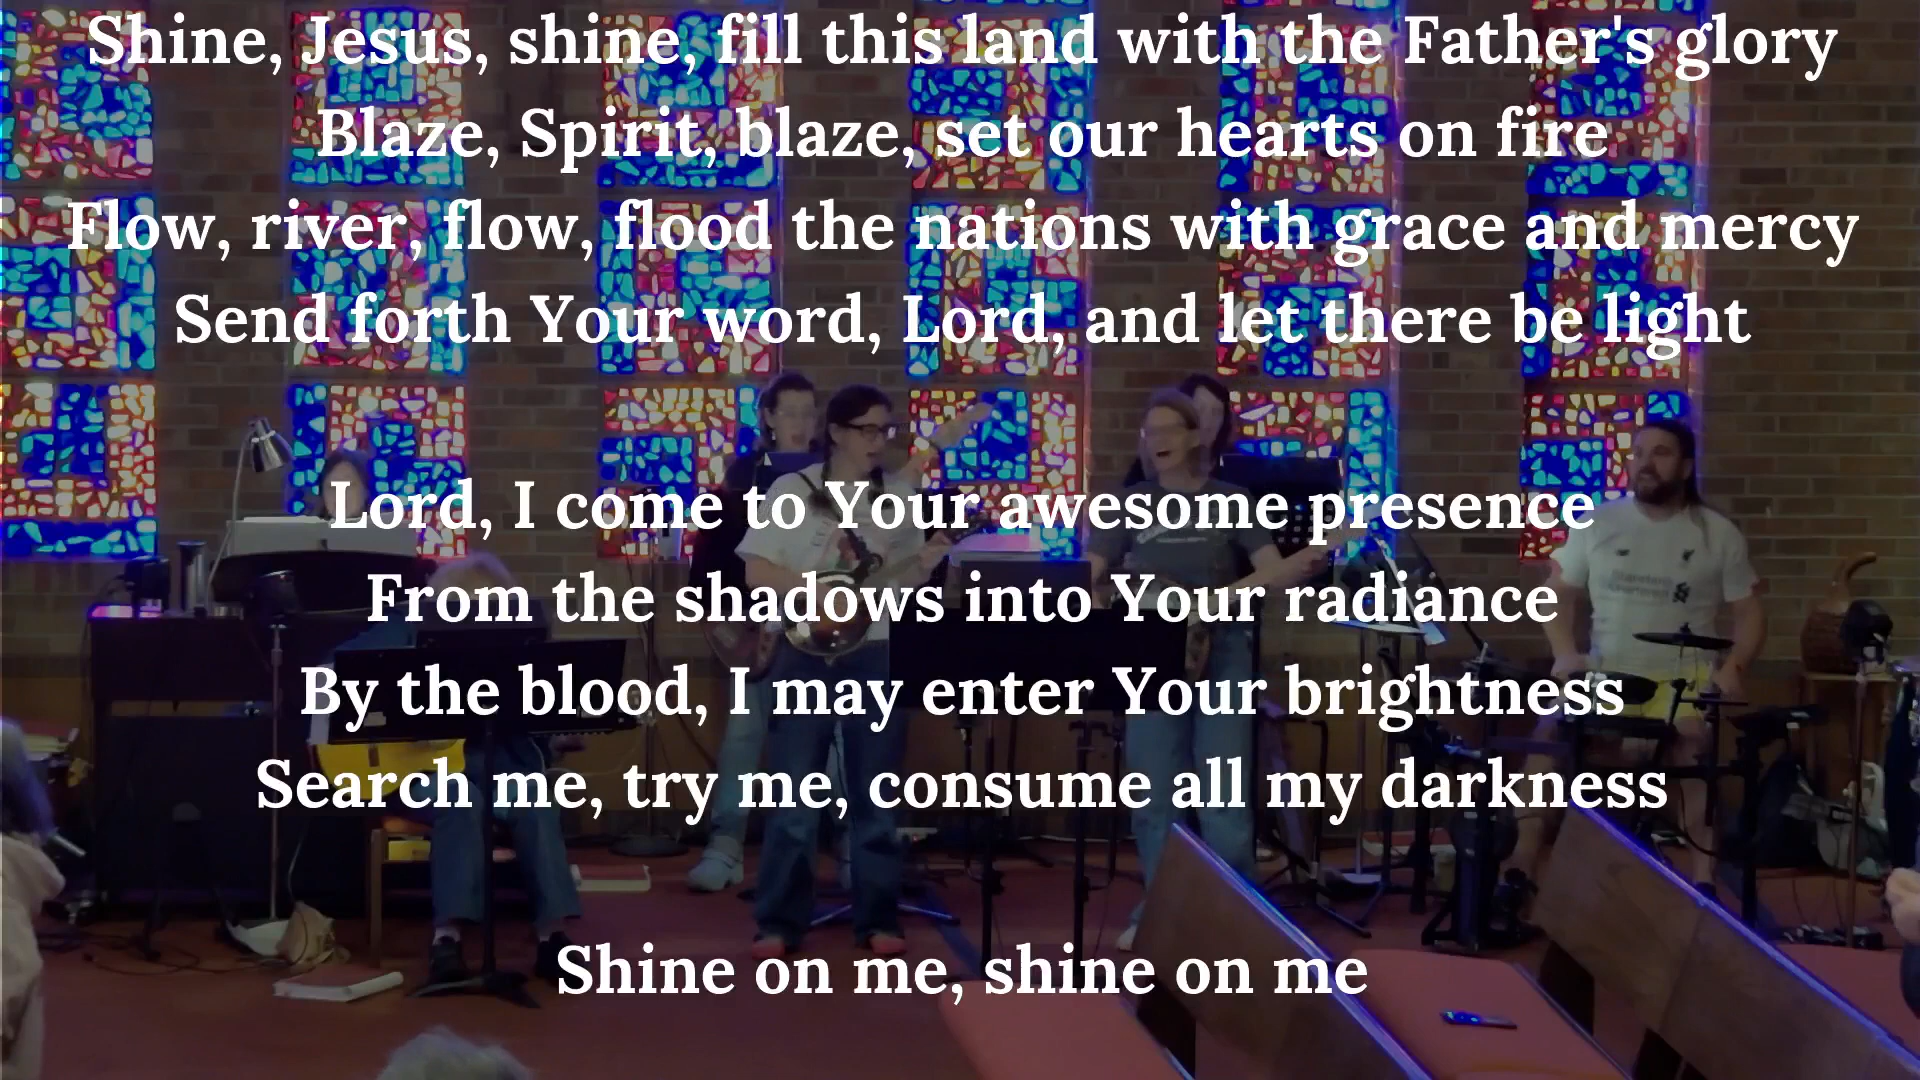 Shine, Jesus, shine, fill this land with the Father's glory
Blaze, Spirit, blaze, set our hearts on fire
Flow, river, flow, flood the nations with grace and mercy
Send forth Your word, Lord, and let there be light
Lord, I come to Your awesome presence
From the shadows into Your radiance
By the blood, I may enter Your brightness
Search me, try me, consume all my darkness
Shine on me, shine on me